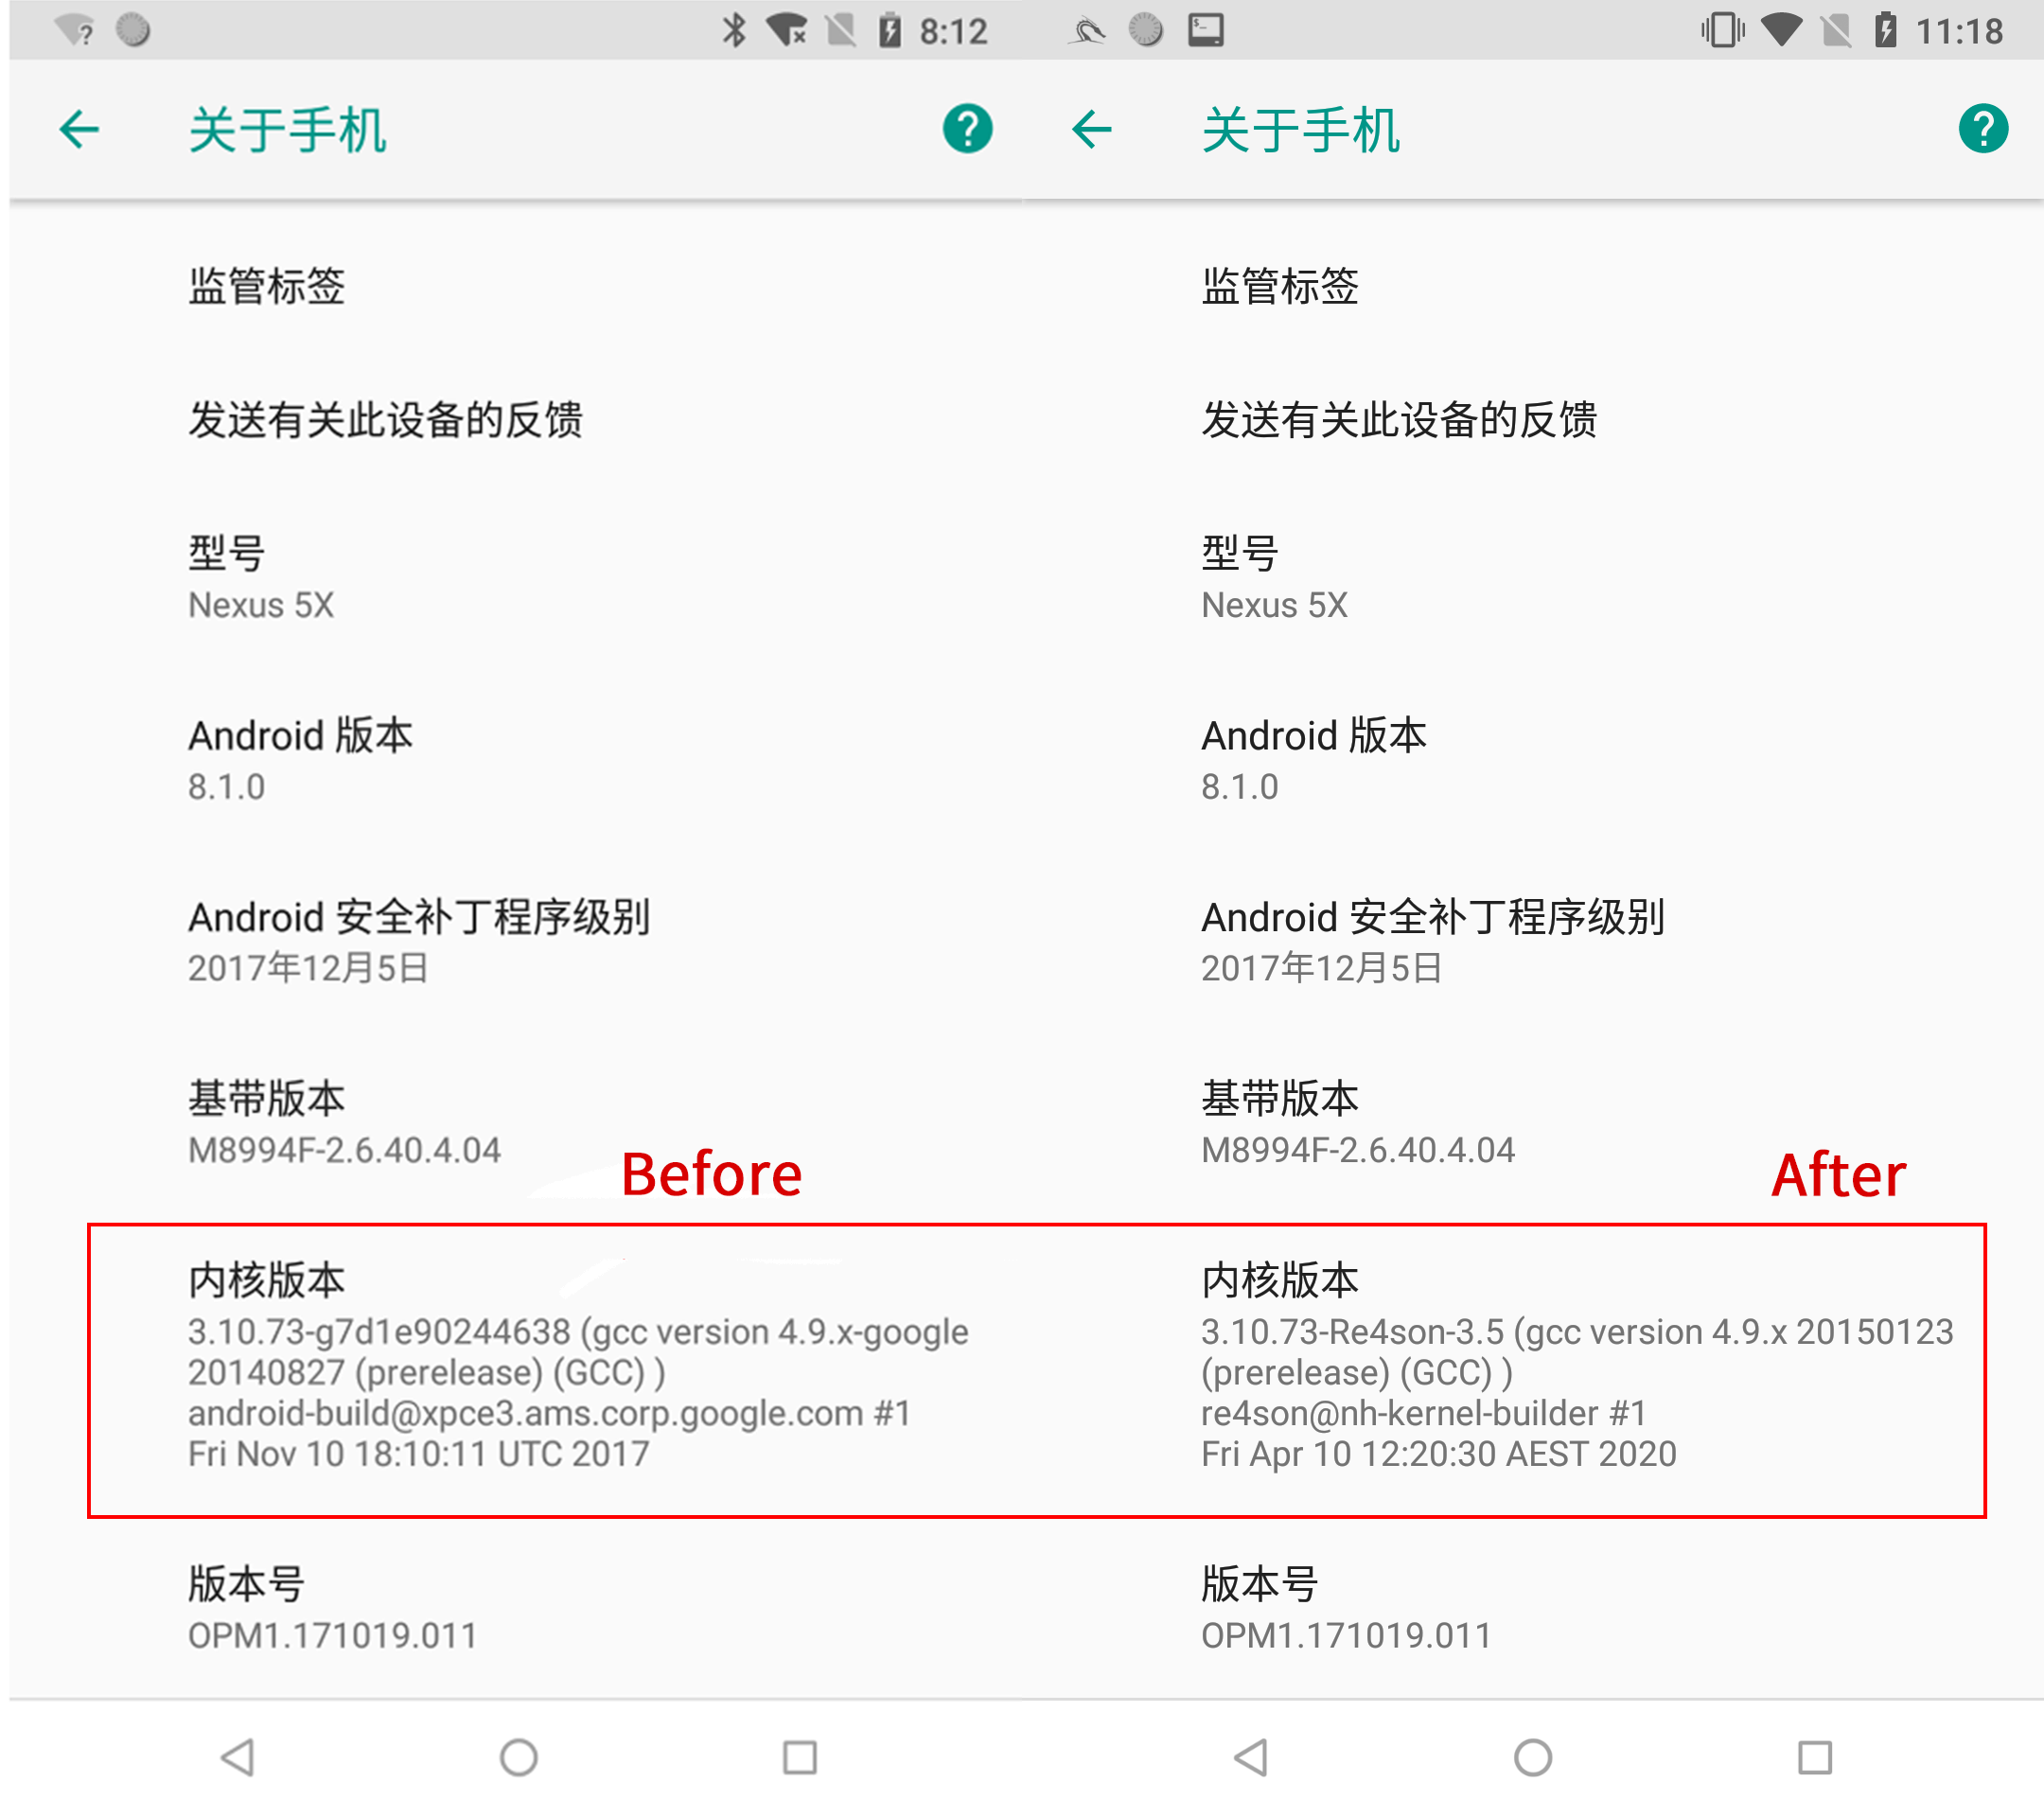 8:12
关于手机
监管标签
发送有关此设备的反馈
型号
Nexus 5X
Android 版本
8.1.0
Android 安全补丁程序级别
2017年12月5日
基带版本
M8994F-2.6.40.4.04
Before
内核版本
3.10.73-g7d1e90244638 (gcc version 4.9.x-google
20140827 (prerelease) (GCC) )
android-build@xpce3.ams.corp.google.com #1
Fri Nov 10 18:10:11 UTC 2017
版本号
OPM1.171019.011
11:18
关于手机
监管标签
发送有关此设备的反馈
型号
Nexus 5X
Android 版本
8.1.0
Android 安全补丁程序级别
2017年12月5日
基带版本
M8994F-2.6.40.4.04
After
内核版本
3.10.73-Re4son-3.5 (gcc version 4.9.x 20150123
(prerelease) (GCC) )
re4son@nh-kernel-builder #1
Fri Apr 10 12:20:30 AEST 2020
版本号
OPM1.171019.011